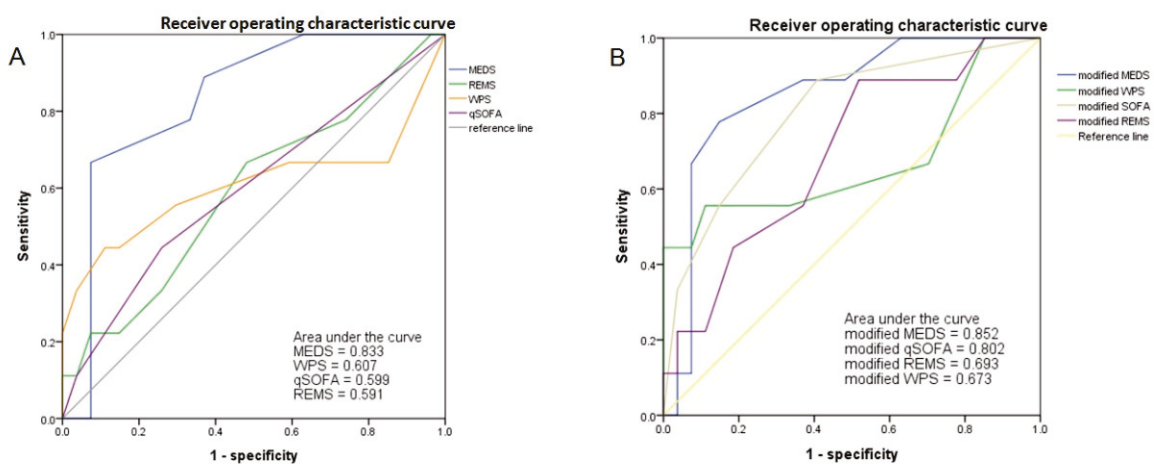 A
Receiver operating characteristic curve
Sensitivity
1.0
0.8
0.6
0.4
0.2
0.0
0.0 0.2 0.4 0.6 0.8 1.0
1 - specificity
MEDS
REMS
WPS
qSOFA
reference line
Area under the curve
MEDS = 0.833
WPS = 0.607
qSOFA = 0.599
REMS = 0.591
B
Receiver operating characteristic curve
Sensitivity
1.0
0.8
0.6
0.4
0.2
0.0
0.0 0.2 0.4 0.6 0.8 1.0
1 - specificity
modified MEDS
modified WPS
modified SOFA
modified REMS
Reference line
Area under the curve
modified MEDS = 0.852
modified qSOFA = 0.802
modified REMS = 0.693
modified WPS = 0.673